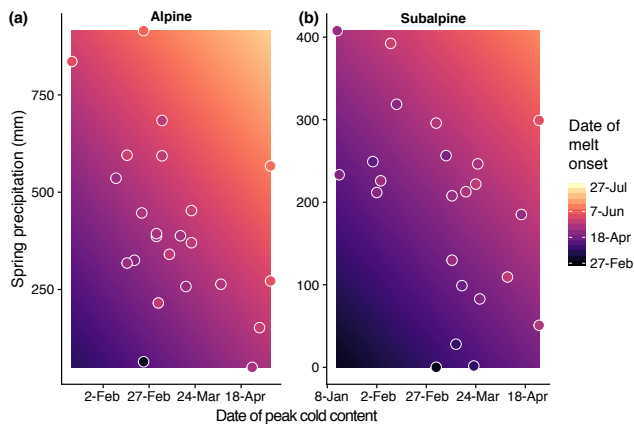 (a)
Alpine
(b)
Subalpine
Spring precipitation (mm)
750
500
250
400
300
200
100
0
2-Feb
27-Feb
24-Mar
18-Apr
8-Jan
2-Feb
27-Feb
24-Mar
18-Apr
Date of peak cold content
Date of
melt
onset
27-Jul
7-Jun
18-Apr
27-Feb